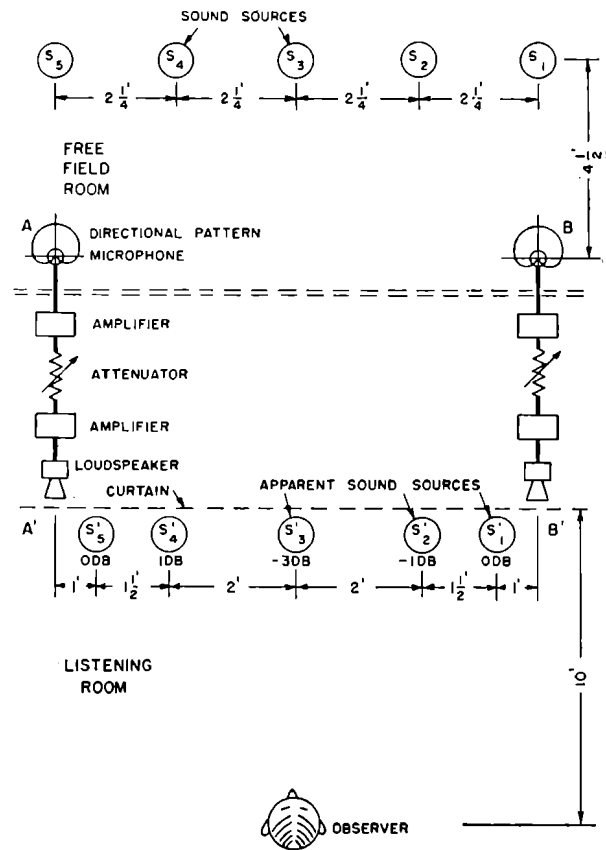 SOUND SOURCES
S5 S4 S3 S2 S1
2 1/4' 2 1/4' 2 1/4' 2 1/4'
4 1/2'
FREE
FIELD
ROOM
A DIRECTIONAL PATTERN B
MICROPHONE
AMPLIFIER
ATTENUATOR
AMPLIFIER
LOUDSPEAKER
CURTAIN APPARENT SOUND SOURCES
A' S'5 S'4 S'3 S'2 S'1 B'
0DB 1DB -3DB -1DB 0DB
1' 1 1/2' 2' 2' 1 1/2' 1'
10'
LISTENING
ROOM
OBSERVER